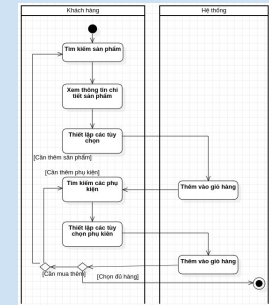 Khách hàng
Hệ thống
Tìm kiếm sản phẩm
Xem thông tin chi
tiết sản phẩm
Thiết lập các tùy
chọn
[Cần thêm sản phẩm]
[Cần thêm phụ kiện]
Tìm kiếm các phụ
kiện
Thêm vào giỏ hàng
Thiết lập các tùy
chọn phụ kiện
Thêm vào giỏ hàng
[Cần mua thêm]
[Chọn đủ hàng]